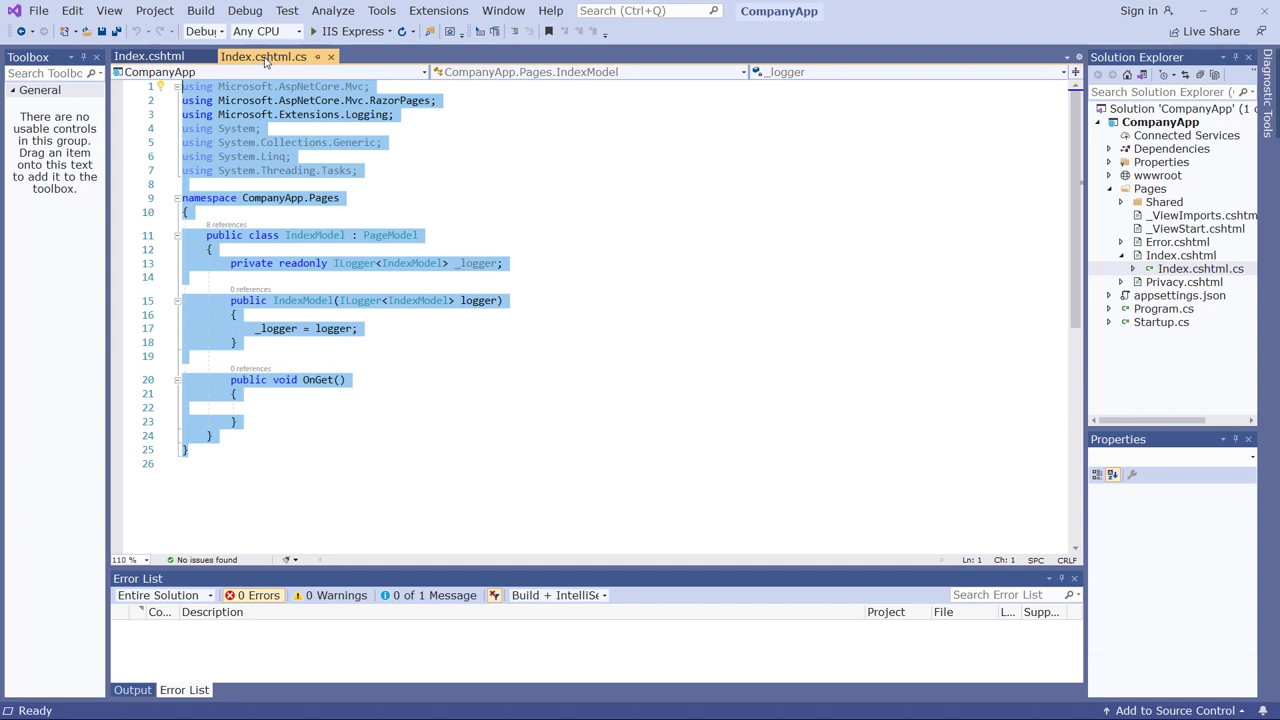 File Edit View Project Build Debug Test Analyze Tools Extensions Window Help Search (Ctrl+Q) CompanyApp Sign in
Debug Any CPU IIS Express Live Share
Toolbox
Search Toolbo
General
There are no
usable controls
in this group.
Drag an item
onto this text
to add it to the
toolbox.
Index.cshtml Index.cshtml.cs
CompanyApp CompanyApp.Pages.IndexModel _logger
1 using Microsoft.AspNetCore.Mvc;
2 using Microsoft.AspNetCore.Mvc.RazorPages;
3 using Microsoft.Extensions.Logging;
4 using System;
5 using System.Collections.Generic;
6 using System.Linq;
7 using System.Threading.Tasks;
8
9 namespace CompanyApp.Pages
10 {
8 references
11 public class IndexModel : PageModel
12 {
13 private readonly ILogger<IndexModel> _logger;
14
0 references
15 public IndexModel(ILogger<IndexModel> logger)
16 {
17 _logger = logger;
18 }
19
0 references
20 public void OnGet()
21 {
22
23 }
24 }
25 }
26
110 % No issues found Ln: 1 Ch: 1 SPC CRLF
Error List
Entire Solution 0 Errors 0 Warnings 0 of 1 Message Build + IntelliSe Search Error List
Co... Description Project File L... Supp...
Output Error List
Solution Explorer
Search Solution Explorer (
Solution 'CompanyApp' (1 o
CompanyApp
Connected Services
Dependencies
Properties
wwwroot
Pages
Shared
_ViewImports.cshtm
_ViewStart.cshtml
Error.cshtml
Index.cshtml
Index.cshtml.cs
Privacy.cshtml
appsettings.json
Program.cs
Startup.cs
Properties
Diagnostic Tools
Ready Add to Source Control